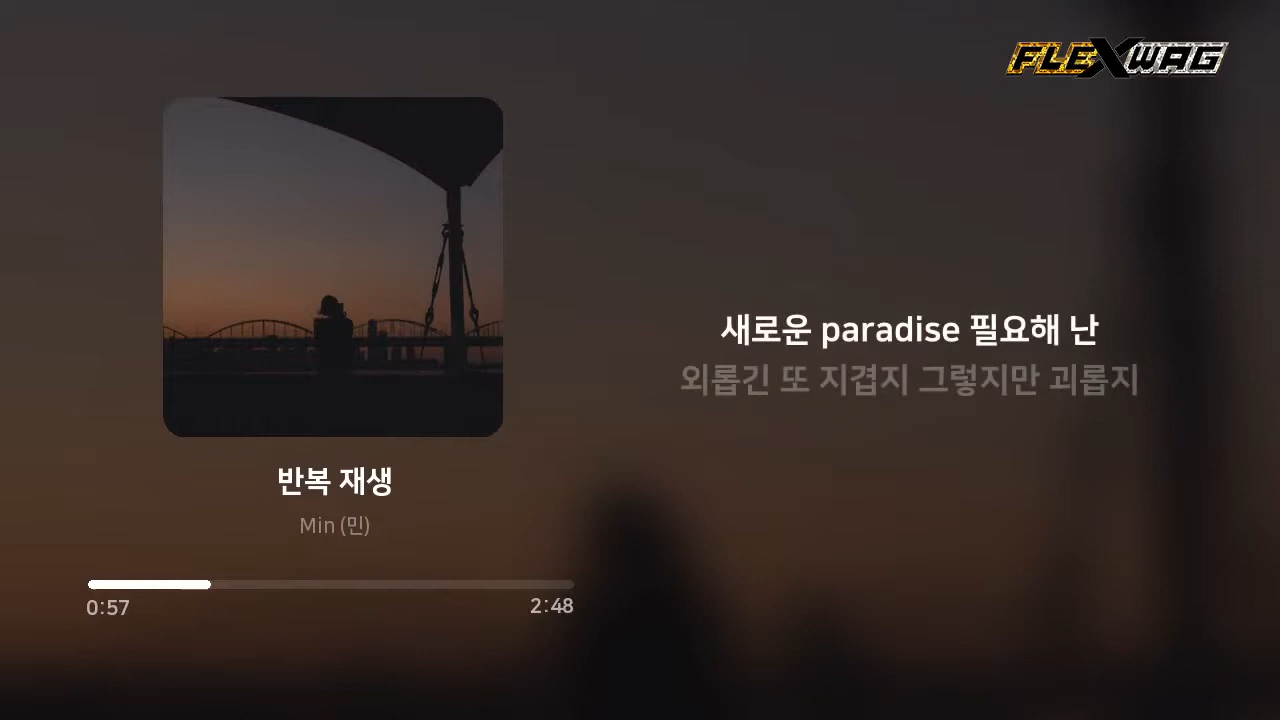 FLEXWAG
새로운 paradise 필요해 난
외롭긴 또 지겹지 그렇지만 괴롭지
반복 재생
Min (민)
0:57
2:48